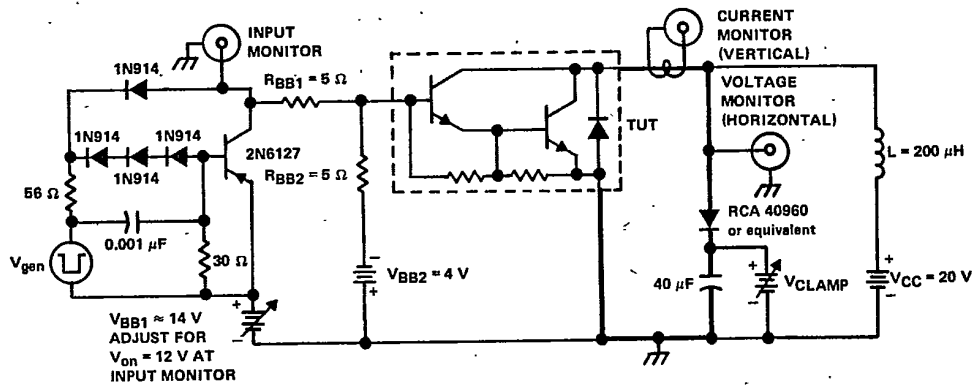 INPUT
MONITOR
CURRENT
MONITOR
(VERTICAL)
1N914
RBB1 = 5 Ω
VOLTAGE
MONITOR
(HORIZONTAL)
1N914
1N914
1N914
2N6127
RBB2 = 5 Ω
TUT
L = 200 μH
56 Ω
0.001 μF
30 Ω
RCA 40960
or equivalent
Vgen
VBB2 = 4 V
40 μF
VCLAMP
VCC = 20 V
VBB1 ≈ 14 V
ADJUST FOR
Von = 12 V AT
INPUT MONITOR